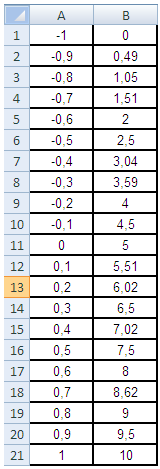 A B
1 -1 0
2 -0,9 0,49
3 -0,8 1,05
4 -0,7 1,51
5 -0,6 2
6 -0,5 2,5
7 -0,4 3,04
8 -0,3 3,59
9 -0,2 4
10 -0,1 4,5
11 0 5
12 0,1 5,51
13 0,2 6,02
14 0,3 6,5
15 0,4 7,02
16 0,5 7,5
17 0,6 8
18 0,7 8,62
19 0,8 9
20 0,9 9,5
21 1 10